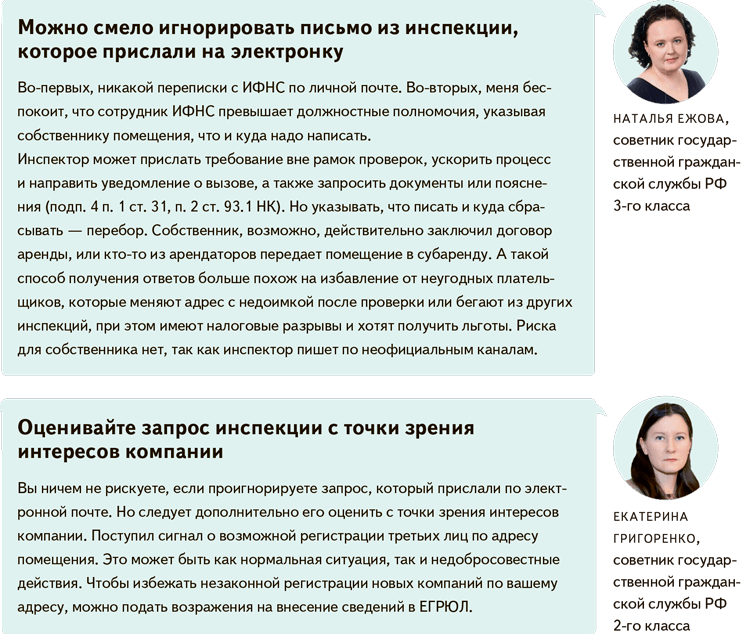 Можно смело игнорировать письмо из инспекции,
которое прислали на электронку
Во-первых, никакой переписки с ИФНС по личной почте. Во-вторых, меня бес-
покоит, что сотрудник ИФНС превышает должностные полномочия, указывая
собственнику помещения, что и куда надо написать.
Инспектор может прислать требование вне рамок проверок, ускорить процесс
и направить уведомление о вызове, а также запросить документы или поясне-
ния (подп. 4 п. 1 ст. 31, п. 2 ст. 93.1 НК). Но указывать, что писать и куда сбра-
сывать — перебор. Собственник, возможно, действительно заключил договор
аренды, или кто-то из арендаторов передает помещение в субаренду. А такой
способ получения ответов больше похож на избавление от неугодных платель-
щиков, которые меняют адрес с недоимкой после проверки или бегают из других
инспекций, при этом имеют налоговые разрывы и хотят получить льготы. Риска
для собственника нет, так как инспектор пишет по неофициальным каналам.
НАТАЛЬЯ ЕЖОВА,
советник государ-
ственной граждан-
ской службы РФ
3-го класса
Оценивайте запрос инспекции с точки зрения
интересов компании
Вы ничем не рискуете, если проигнорируете запрос, который прислали по элект-
ронной почте. Но следует дополнительно его оценить с точки зрения интересов
компании. Поступил сигнал о возможной регистрации третьих лиц по адресу
помещения. Это может быть как нормальная ситуация, так и недобросовестные
действия. Чтобы избежать незаконной регистрации новых компаний по вашему
адресу, можно подать возражения на внесение сведений в ЕГРЮЛ.
ЕКАТЕРИНА
ГРИГОРЕНКО,
советник государ-
ственной граждан-
ской службы РФ
2-го класса